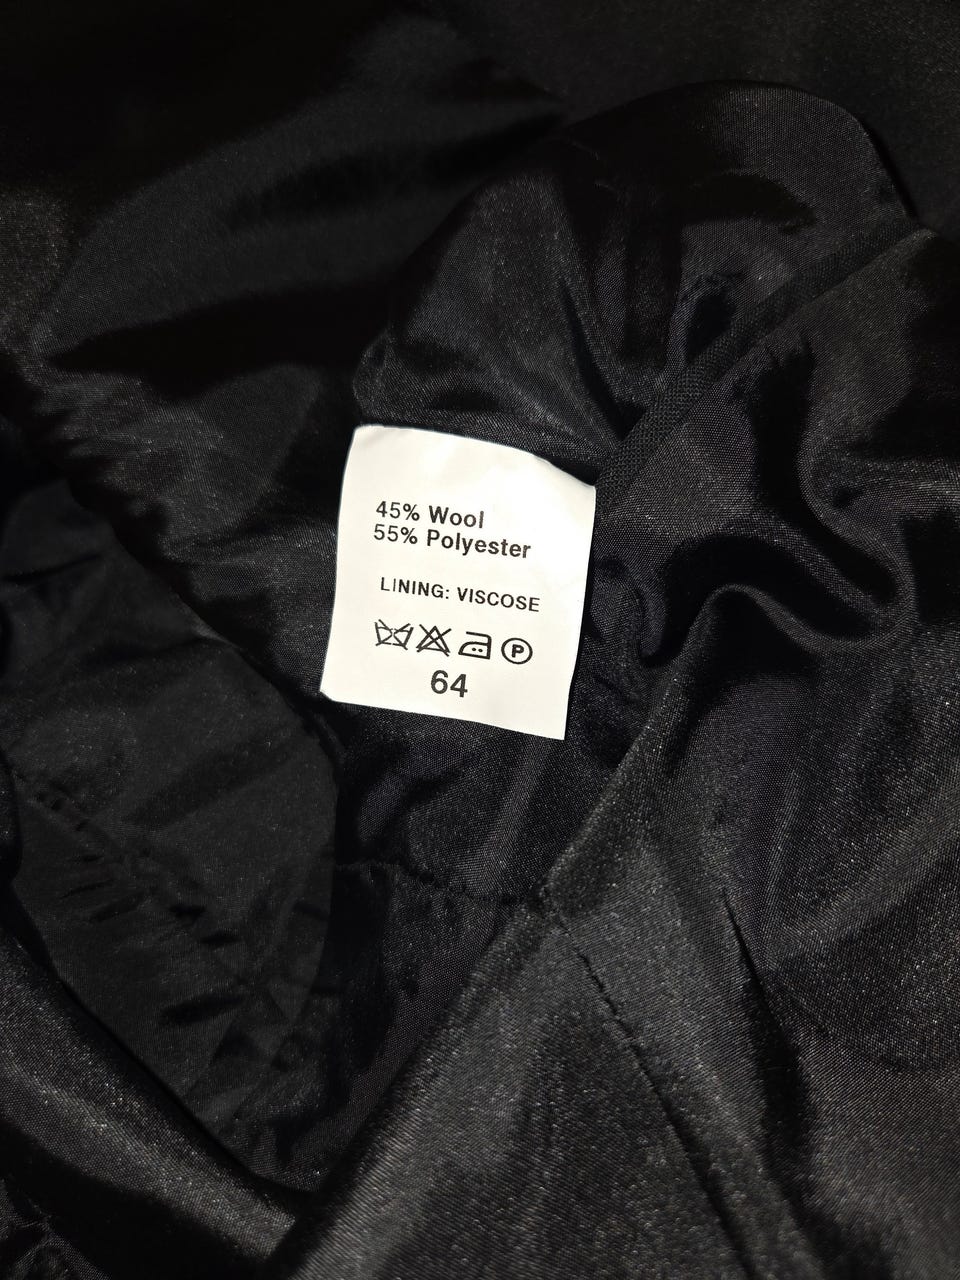 45% Wool
55% Polyester
LINING: VISCOSE
P
64